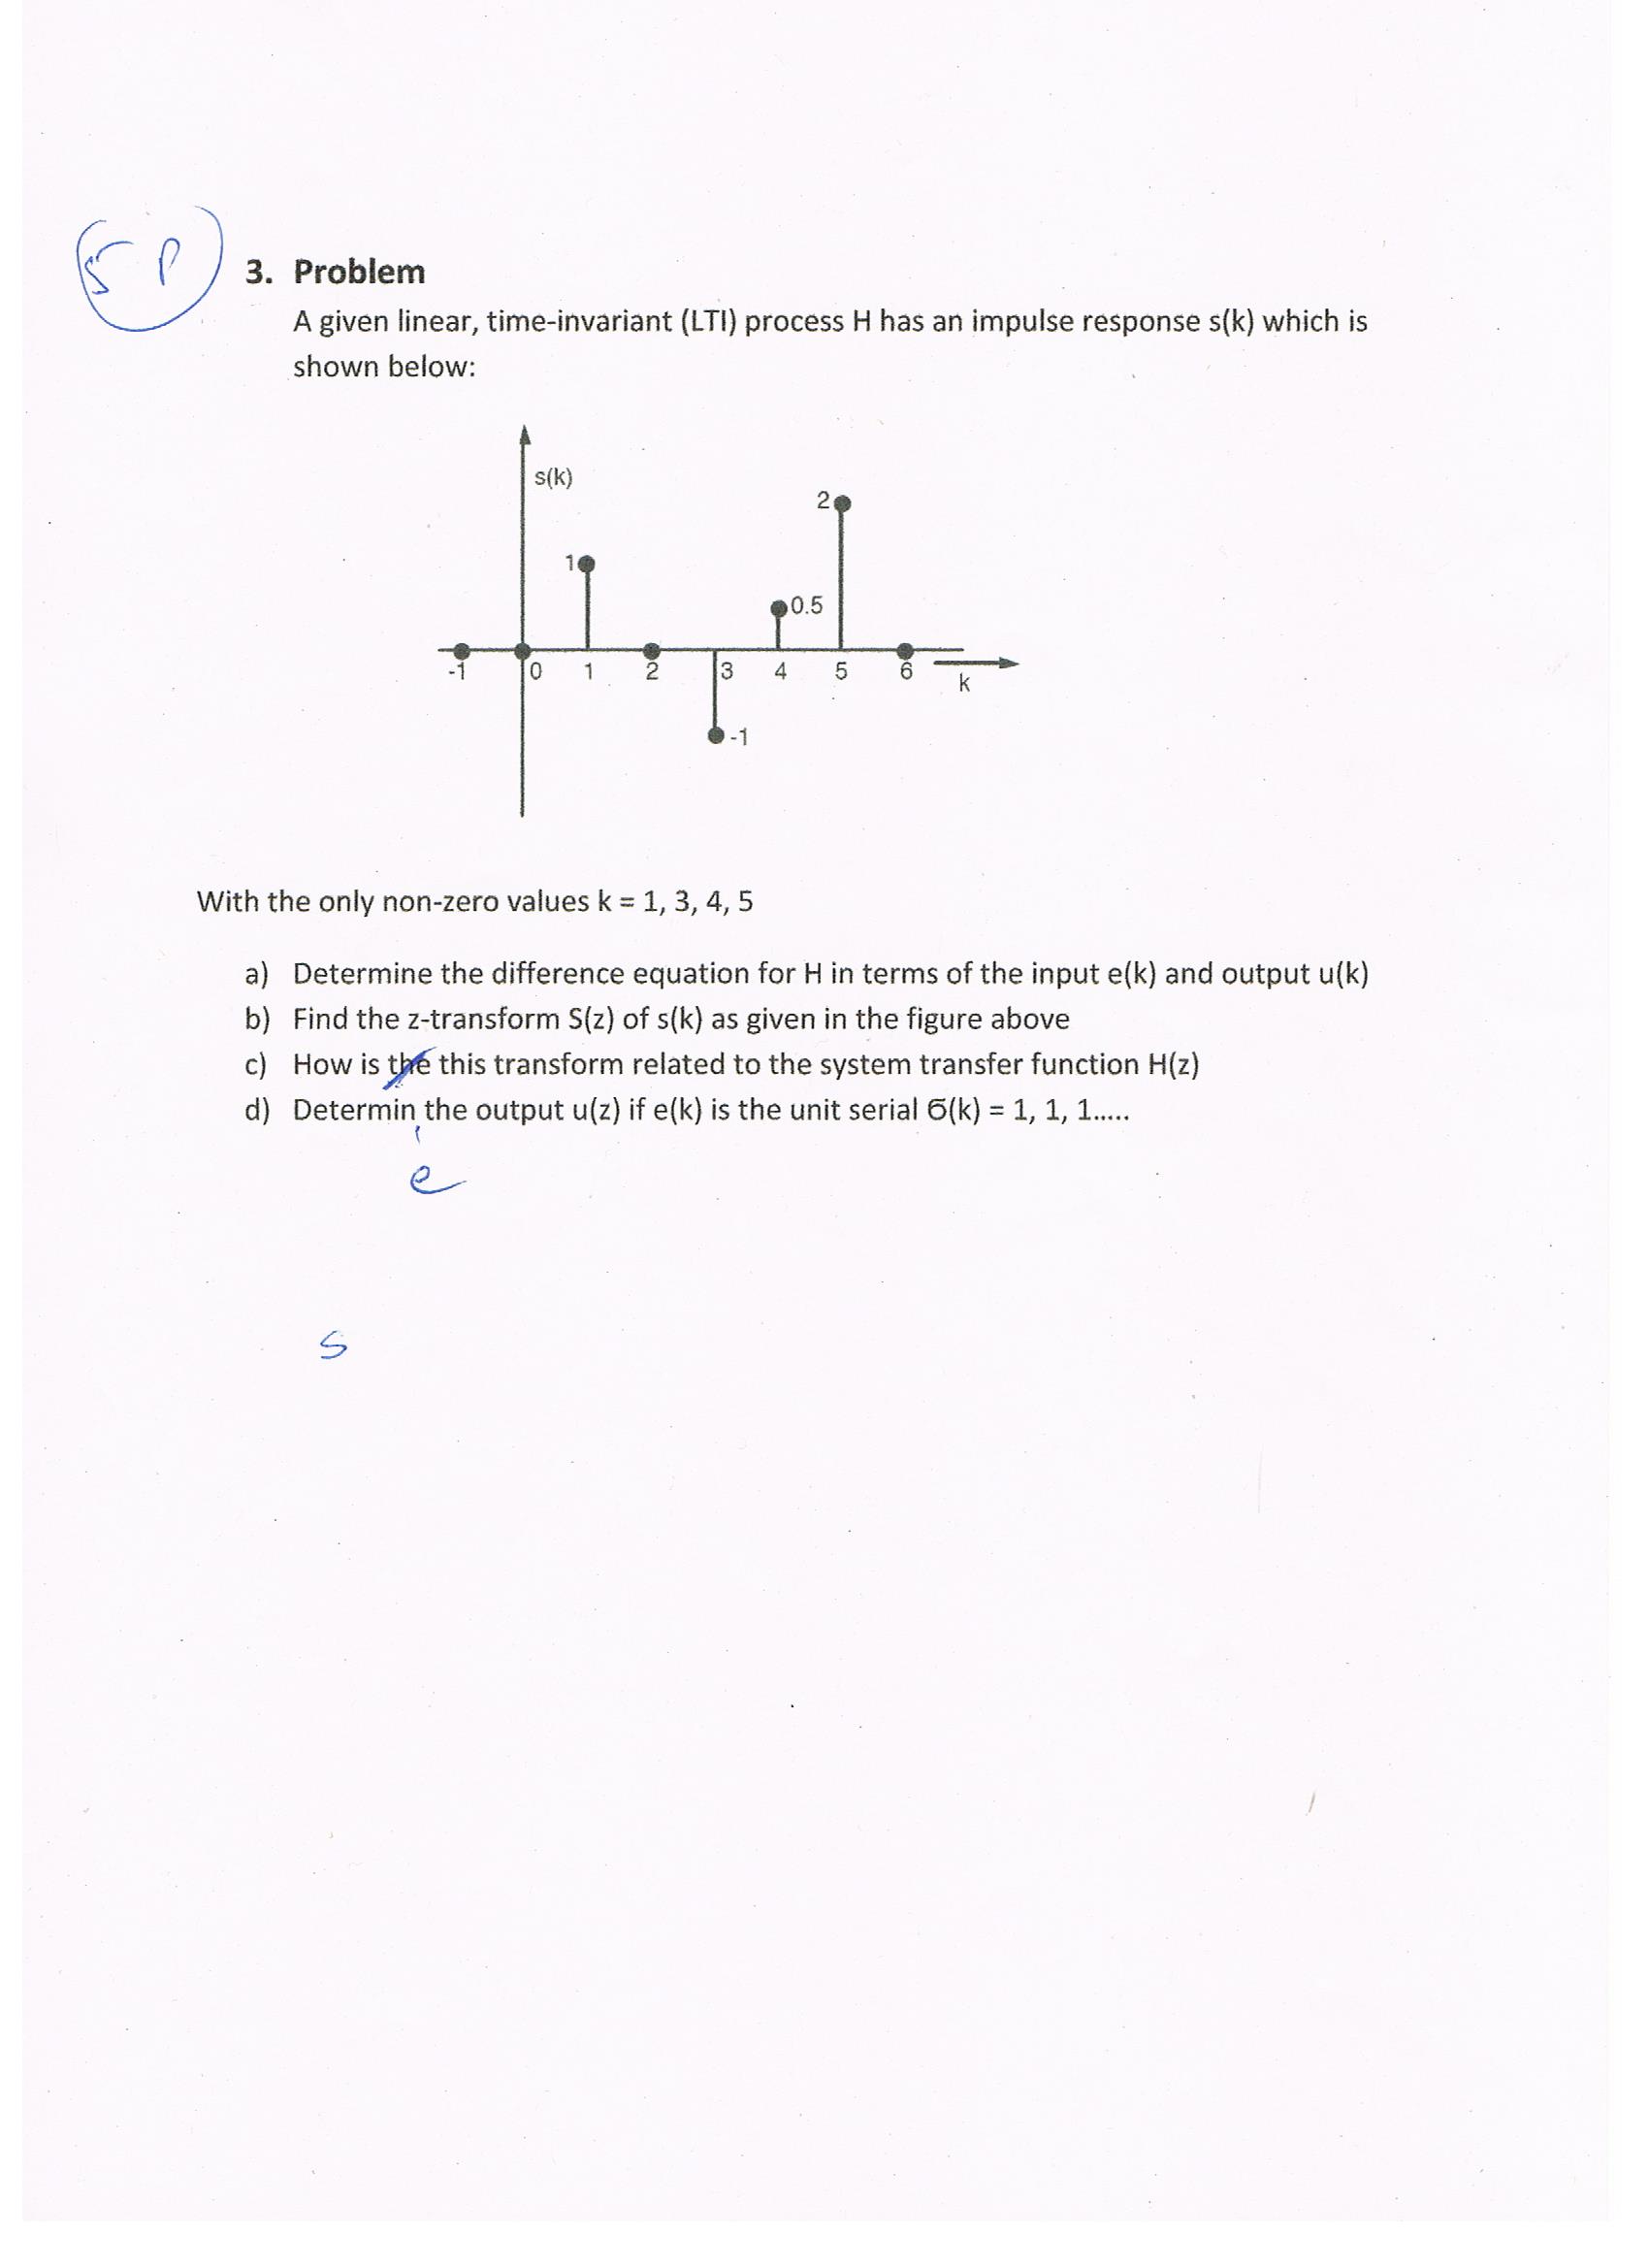 (5 P)
3. Problem
A given linear, time-invariant (LTI) process H has an impulse response s(k) which is
shown below:
s(k)
2
1
0.5
-1 0 1 2 3 4 5 6
k
-1
With the only non-zero values k = 1, 3, 4, 5
a) Determine the difference equation for H in terms of the input e(k) and output u(k)
b) Find the z-transform S(z) of s(k) as given in the figure above
c) How is the this transform related to the system transfer function H(z)
d) Determin the output u(z) if e(k) is the unit serial Ϭ(k) = 1, 1, 1.....
e
s